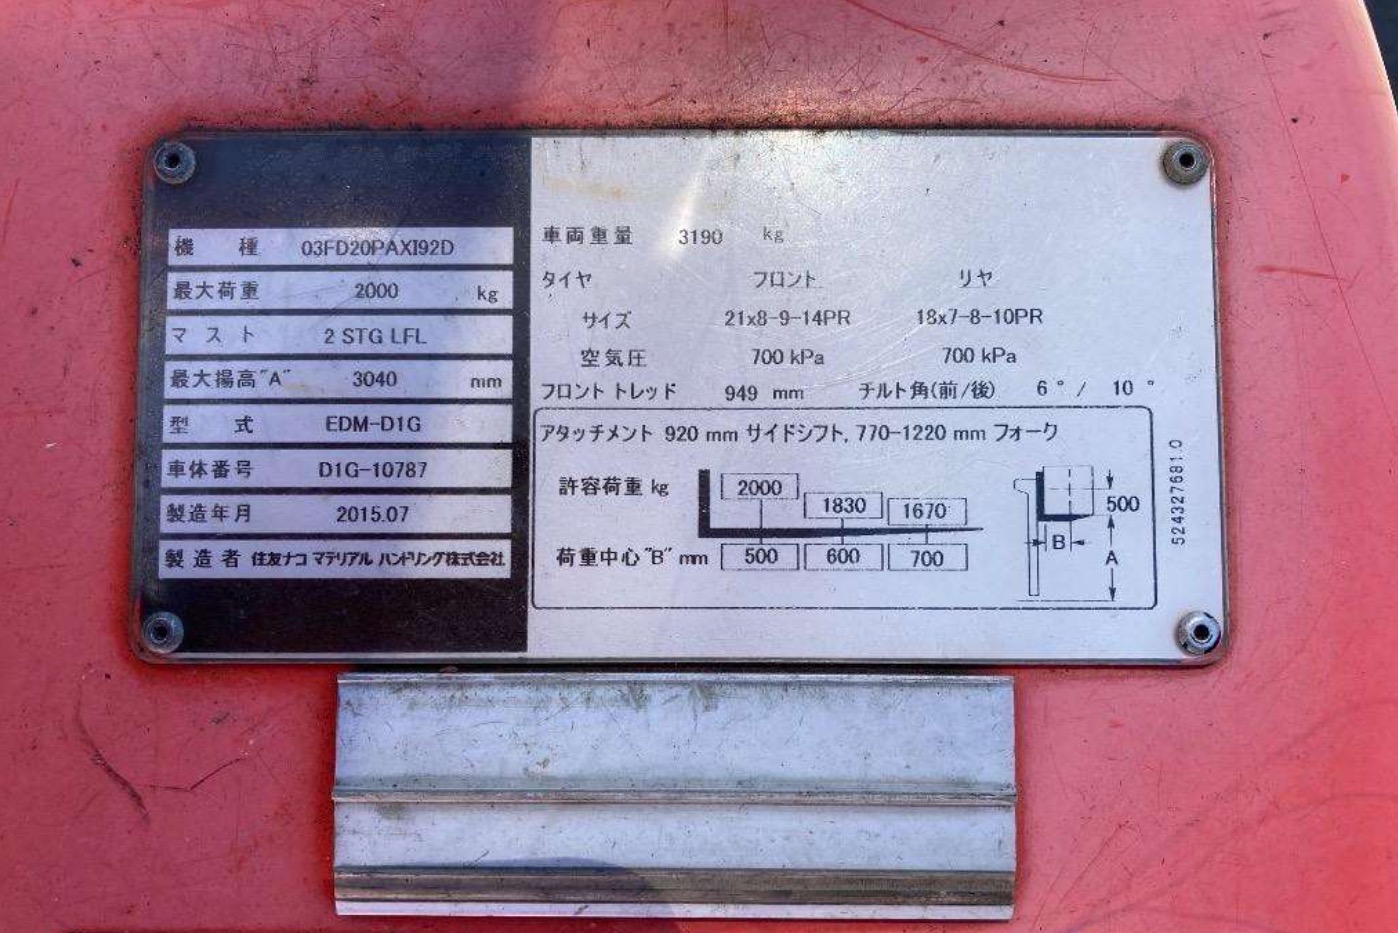 機 種 03FD20PAXI92D
最大荷重 2000 kg
マスト 2 STG LFL
最大揚高"A" 3040 mm
型 式 EDM-D1G
車体番号 D1G-10787
製造年月 2015.07
製造者 住友ナコ マテリアル ハンドリング株式会社
車両重量 3190 kg
タイヤ フロント リヤ
サイズ 21x8-9-14PR 18x7-8-10PR
空気圧 700 kPa 700 kPa
フロント トレッド 949 mm チルト角(前/後) 6° / 10°
アタッチメント 920 mm サイドシフト, 770-1220 mm フォーク
許容荷重 kg 2000 1830 1670
荷重中心"B" mm 500 600 700
500
B
A
524327681.0